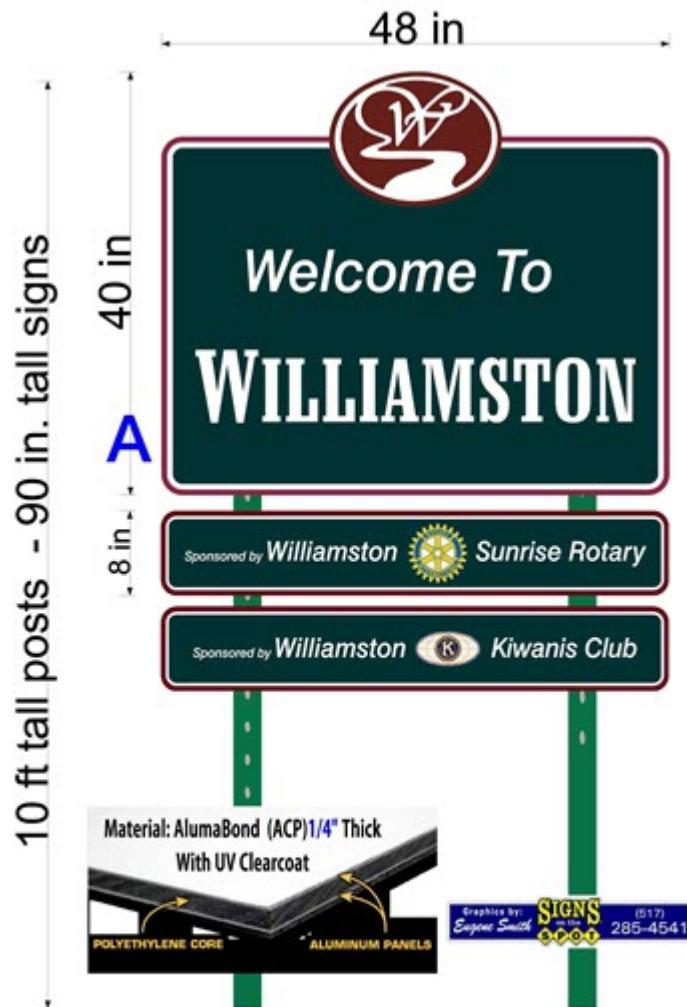 48 in
10 ft tall posts - 90 in. tall signs
40 in
W
Welcome To
WILLIAMSTON
A
8 in
Sponsored by Williamston Sunrise Rotary
Sponsored by Williamston K Kiwanis Club
Material: AlumaBond (ACP)1/4" Thick
With UV Clearcoat
POLYETHYLENE CORE
ALUMINUM PANELS
Graphics by:
Eugene Smith
SIGNS
on the
SPOT
(517)
285-4541